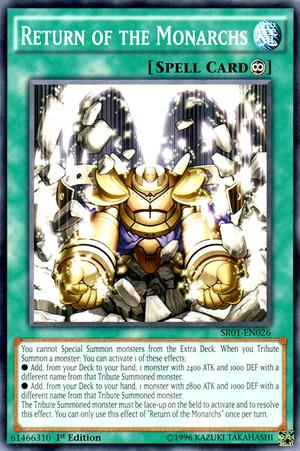 RETURN OF THE MONARCHS
魔
[SPELL CARD]
SR01-EN026
You cannot Special Summon monsters from the Extra Deck. When you Tribute
Summon a monster: You can activate 1 of these effects;
● Add, from your Deck to your hand, 1 monster with 2400 ATK and 1000 DEF with a
different name from that Tribute Summoned monster.
● Add, from your Deck to your hand, 1 monster with 2800 ATK and 1000 DEF with a
different name from that Tribute Summoned monster.
The Tribute Summoned monster must be face-up on the field to activate and to resolve
this effect. You can only use this effect of "Return of the Monarchs" once per turn.
61466310 1st Edition ©1996 KAZUKI TAKAHASHI